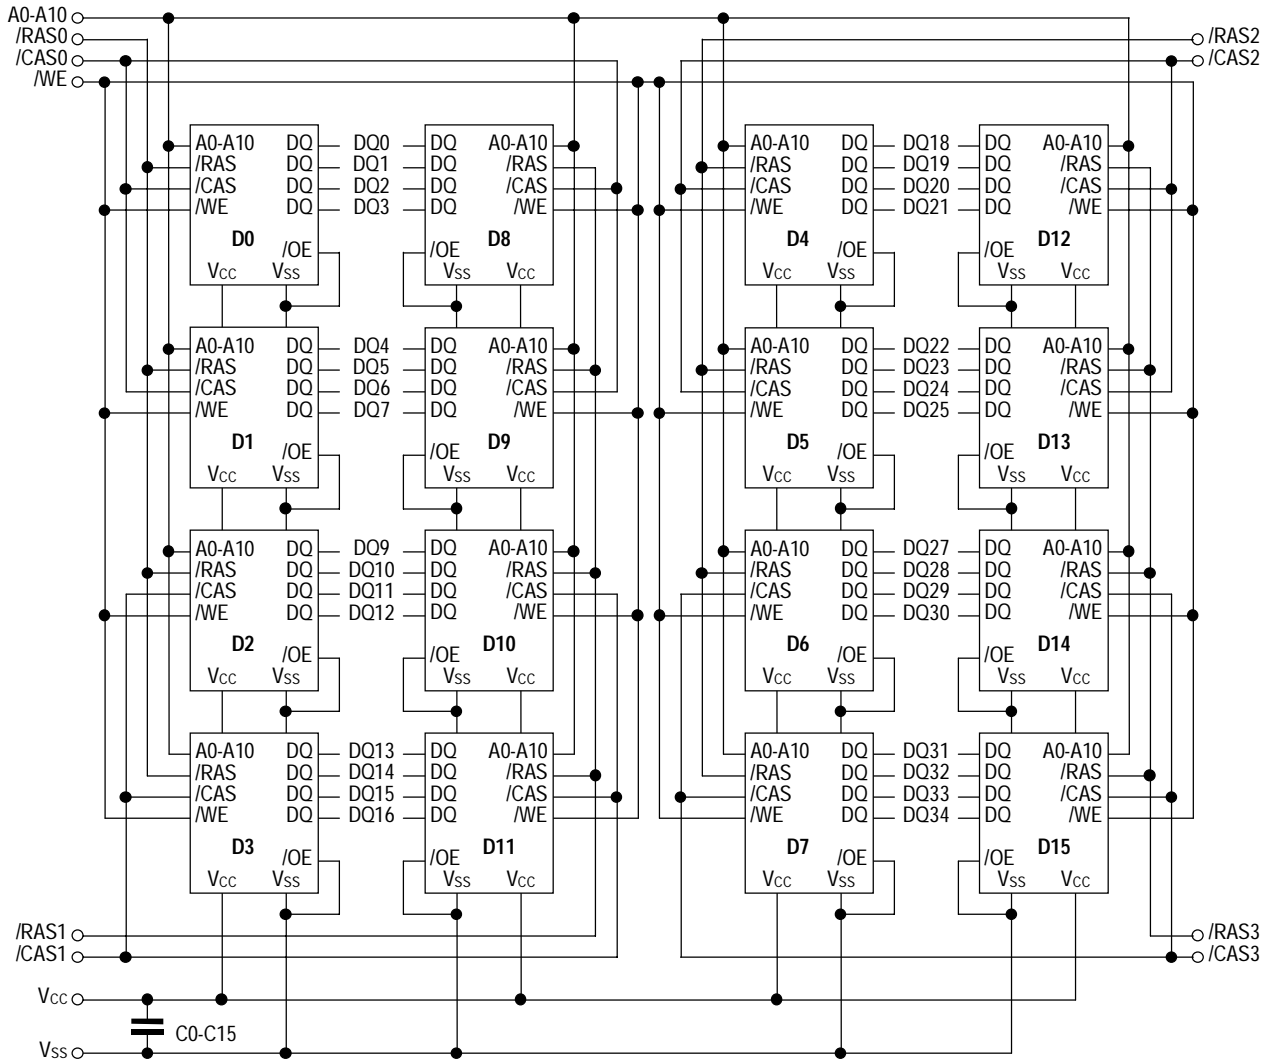 A0-A10
/RAS0
/CAS0
/WE
/RAS2
/CAS2
A0-A10 DQ DQ0 DQ A0-A10
/RAS DQ DQ1 DQ /RAS
/CAS DQ DQ2 DQ /CAS
/WE DQ DQ3 DQ /WE
D0 /OE /OE D8
Vcc Vss Vss Vcc
A0-A10 DQ DQ18 DQ A0-A10
/RAS DQ DQ19 DQ /RAS
/CAS DQ DQ20 DQ /CAS
/WE DQ DQ21 DQ /WE
D4 /OE /OE D12
Vcc Vss Vss Vcc
A0-A10 DQ DQ4 DQ A0-A10
/RAS DQ DQ5 DQ /RAS
/CAS DQ DQ6 DQ /CAS
/WE DQ DQ7 DQ /WE
D1 /OE /OE D9
Vcc Vss Vss Vcc
A0-A10 DQ DQ22 DQ A0-A10
/RAS DQ DQ23 DQ /RAS
/CAS DQ DQ24 DQ /CAS
/WE DQ DQ25 DQ /WE
D5 /OE /OE D13
Vcc Vss Vss Vcc
A0-A10 DQ DQ9 DQ A0-A10
/RAS DQ DQ10 DQ /RAS
/CAS DQ DQ11 DQ /CAS
/WE DQ DQ12 DQ /WE
D2 /OE /OE D10
Vcc Vss Vss Vcc
A0-A10 DQ DQ27 DQ A0-A10
/RAS DQ DQ28 DQ /RAS
/CAS DQ DQ29 DQ /CAS
/WE DQ DQ30 DQ /WE
D6 /OE /OE D14
Vcc Vss Vss Vcc
A0-A10 DQ DQ13 DQ A0-A10
/RAS DQ DQ14 DQ /RAS
/CAS DQ DQ15 DQ /CAS
/WE DQ DQ16 DQ /WE
D3 /OE /OE D11
Vcc Vss Vss Vcc
A0-A10 DQ DQ31 DQ A0-A10
/RAS DQ DQ32 DQ /RAS
/CAS DQ DQ33 DQ /CAS
/WE DQ DQ34 DQ /WE
D7 /OE /OE D15
Vcc Vss Vss Vcc
/RAS1
/CAS1
/RAS3
/CAS3
Vcc
C0-C15
Vss